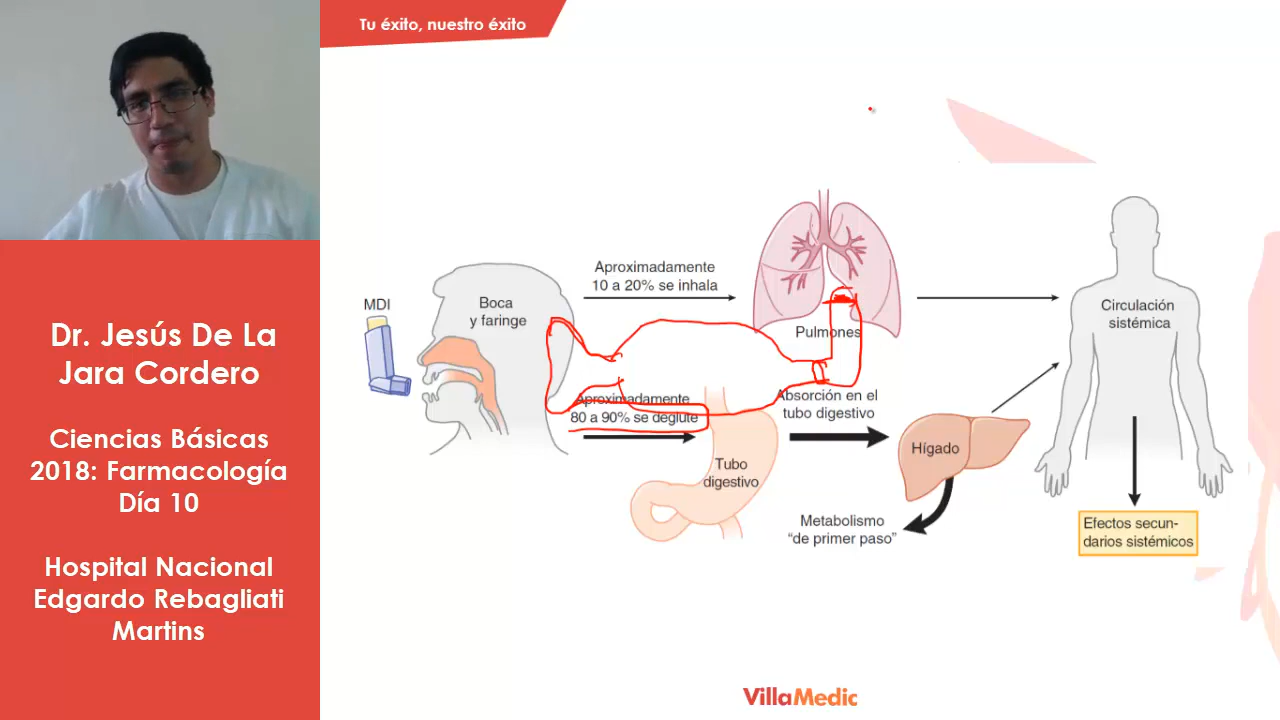 Tu éxito, nuestro éxito
Dr. Jesús De La
Jara Cordero
Ciencias Básicas
2018: Farmacología
Día 10
Hospital Nacional
Edgardo Rebagliati
Martins
MDI
Boca
y faringe
Aproximadamente
10 a 20% se inhala
Pulmones
Aproximadamente
80 a 90% se deglute
Tubo
digestivo
Absorción en el
tubo digestivo
Hígado
Metabolismo
“de primer paso”
Circulación
sistémica
Efectos secun-
darios sistémicos
VillaMedic